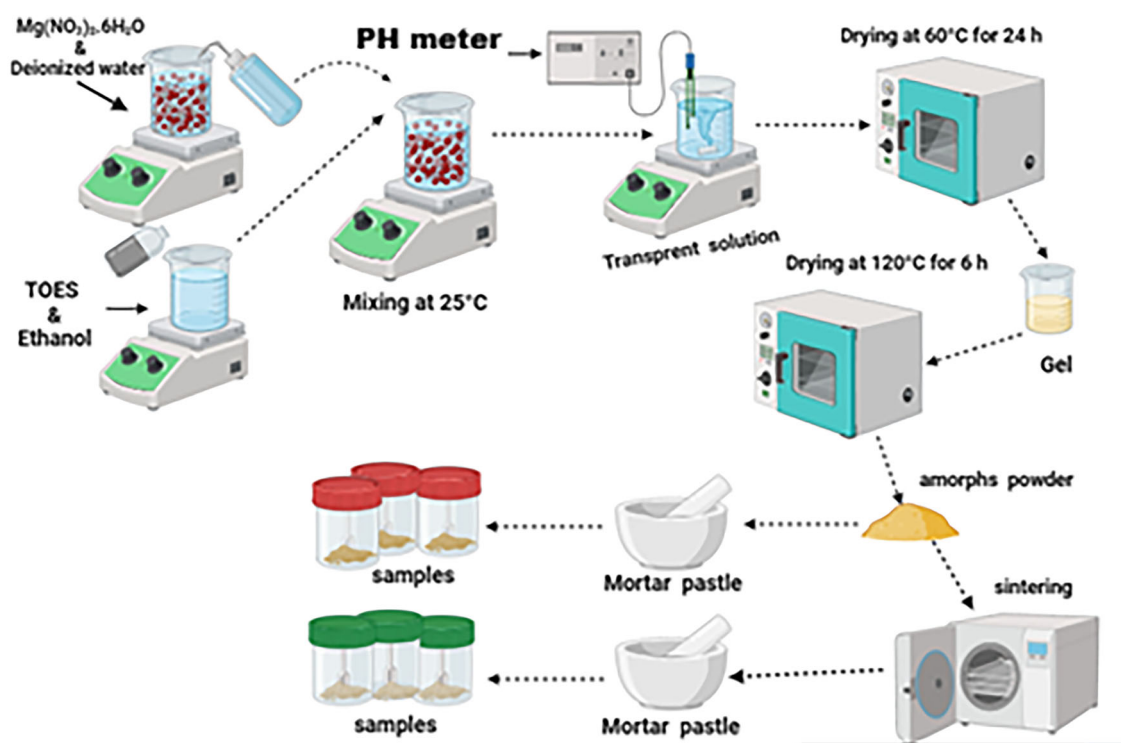 Mg(NO₃)₂.6H₂O
&
Deionized water
PH meter
Drying at 60°C for 24 h
TOES
&
Ethanol
Mixing at 25°C
Transprent solution
Drying at 120°C for 6 h
Gel
amorphs powder
samples
Mortar pastle
sintering
samples
Mortar pastle